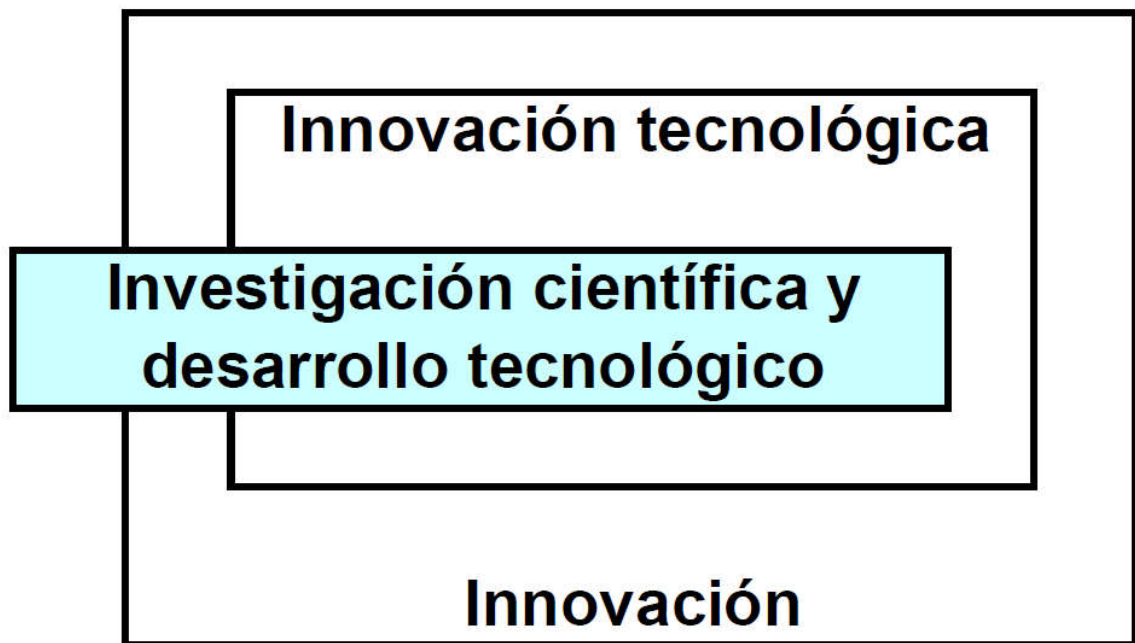 Innovación tecnológica
Investigación científica y
desarrollo tecnológico
Innovación